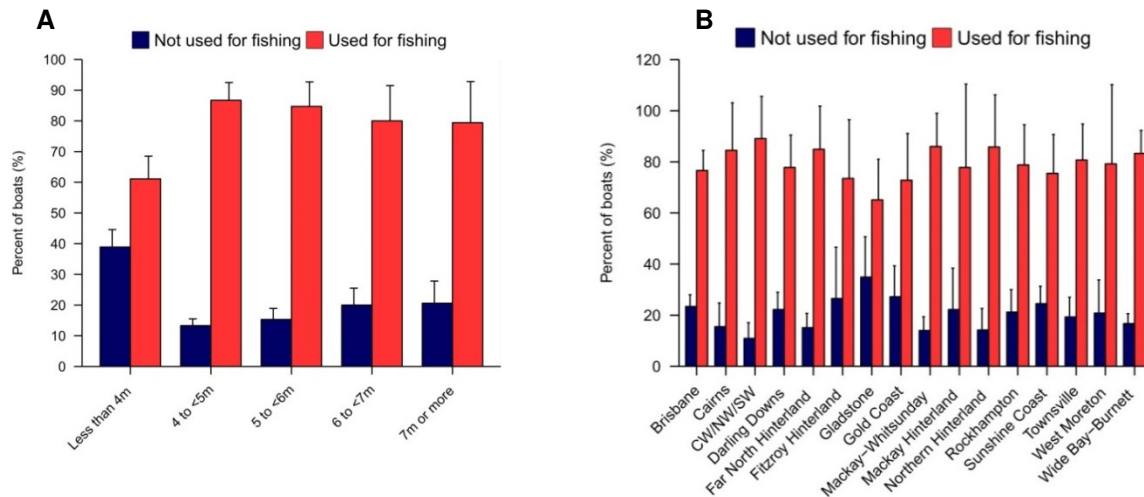 A
Not used for fishing
Used for fishing
Percent of boats (%)
100
90
80
70
60
50
40
30
20
10
0
Less than 4m
4 to <5m
5 to <6m
6 to <7m
7m or more
B
Not used for fishing
Used for fishing
Percent of boats (%)
120
100
80
60
40
20
0
Brisbane
Cairns
CW/NW/SW
Darling Downs
Far North Hinterland
Fitzroy Hinterland
Gladstone
Gold Coast
Mackay-Whitsunday
Mackay Hinterland
Northern Hinterland
Rockhampton
Sunshine Coast
Townsville
West Moreton
Wide Bay-Burnett